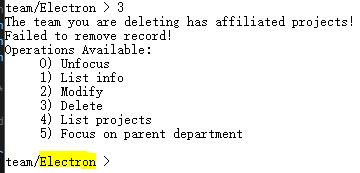 team/Electron > 3
The team you are deleting has affiliated projects!
Failed to remove record!
Operations Available:
0) Unfocus
1) List info
2) Modify
3) Delete
4) List projects
5) Focus on parent department
team/Electron >